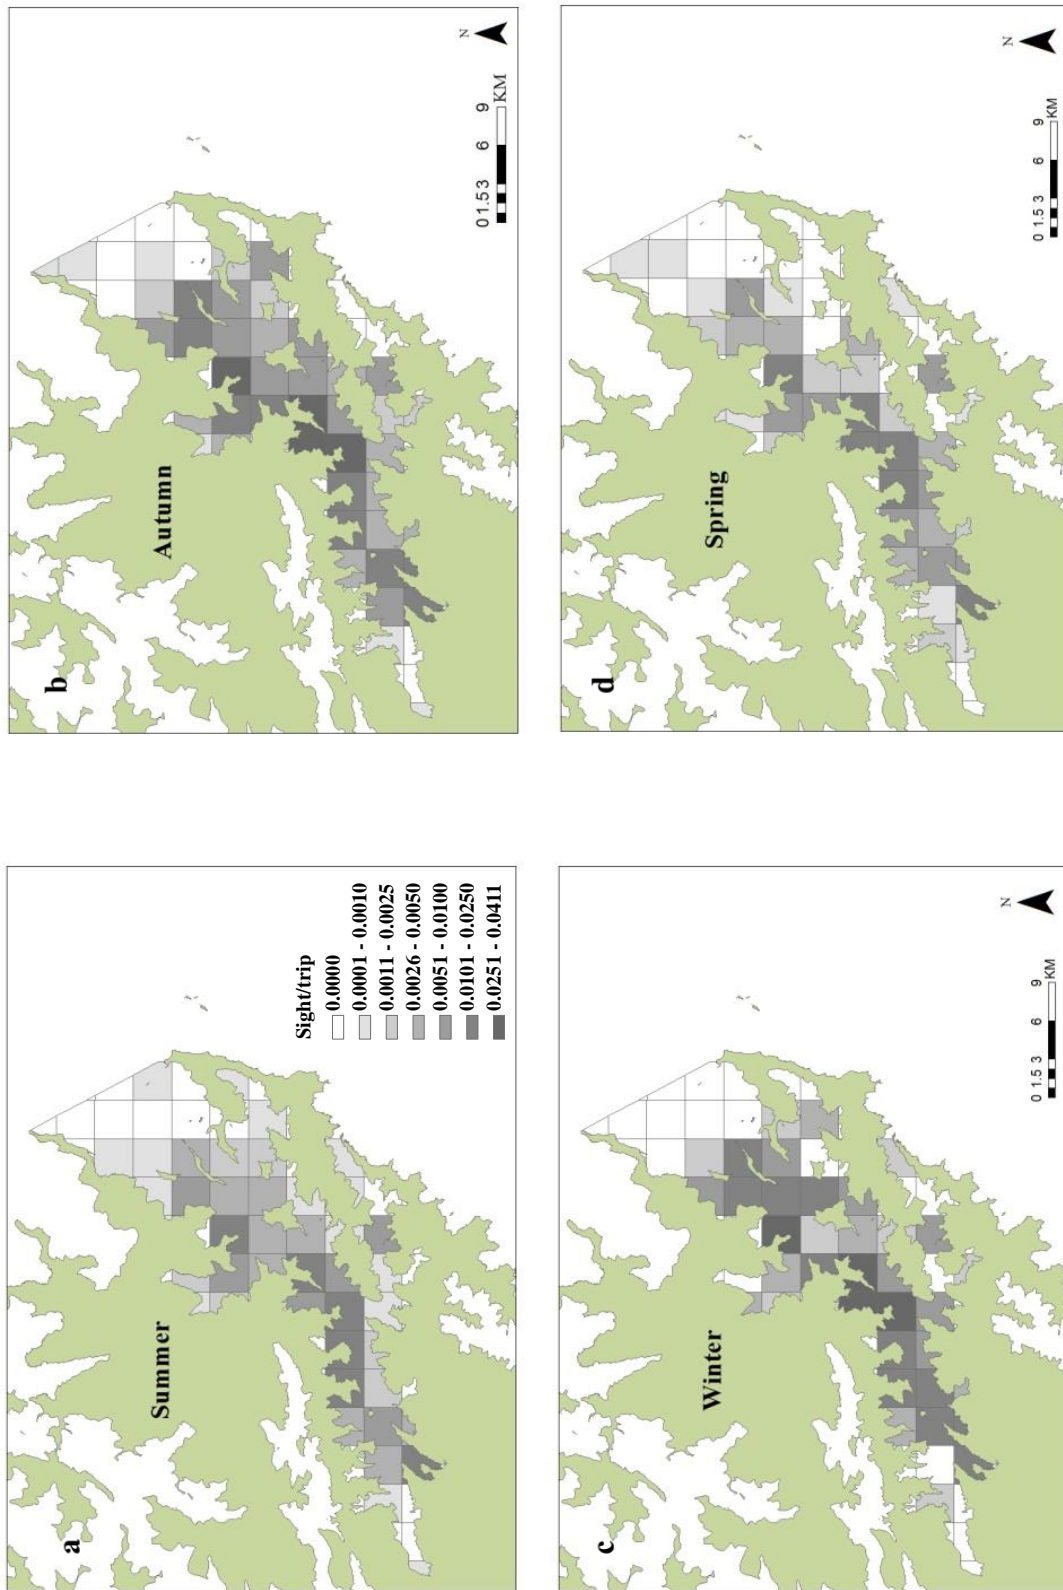 a
Summer
Sight/trip
0.0000
0.0001 - 0.0010
0.0011 - 0.0025
0.0026 - 0.0050
0.0051 - 0.0100
0.0101 - 0.0250
0.0251 - 0.0411
b
Autumn
N
0 1.5 3 6 9
KM
c
Winter
N
0 1.5 3 6 9
KM
d
Spring
N
0 1.5 3 6 9
KM